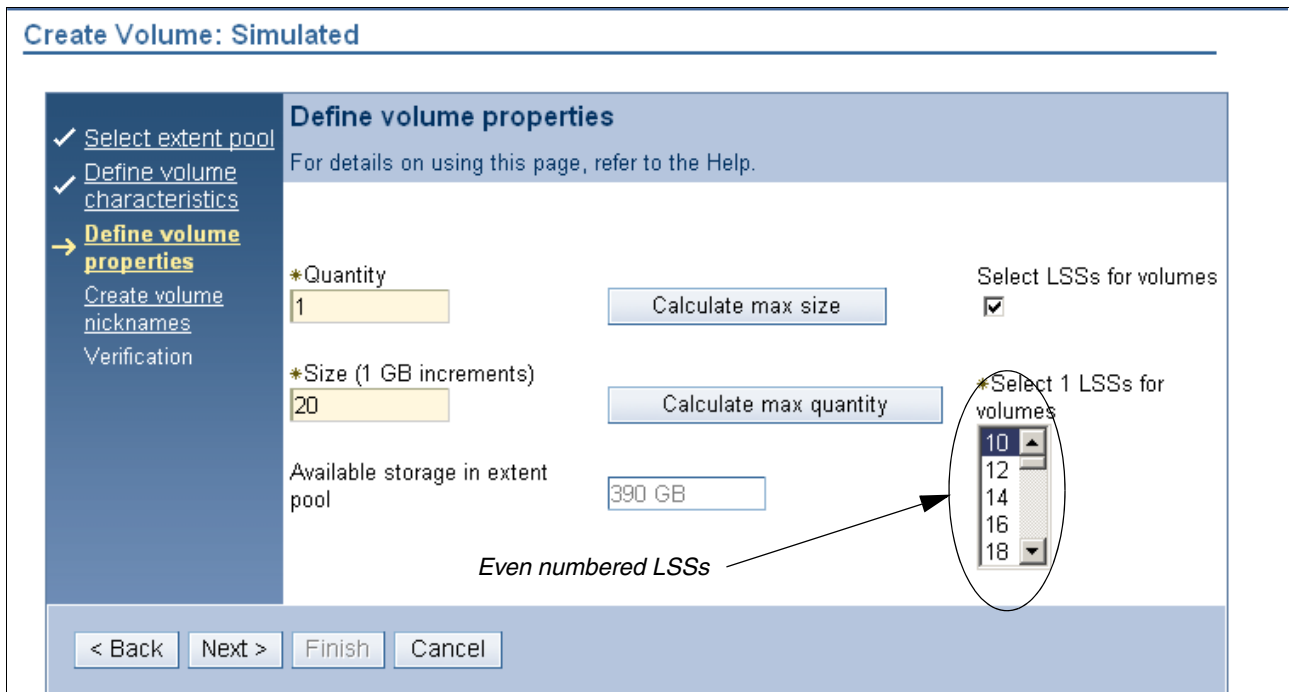 Create Volume: Simulated
Select extent pool
Define volume
characteristics
Define volume
properties
Create volume
nicknames
Verification
Define volume properties
For details on using this page, refer to the Help.
*Quantity
1
Calculate max size
Select LSSs for volumes
*Size (1 GB increments)
20
Calculate max quantity
*Select 1 LSSs for
volumes
10
12
14
16
18
Available storage in extent
pool
390 GB
Even numbered LSSs
< Back
Next >
Finish
Cancel